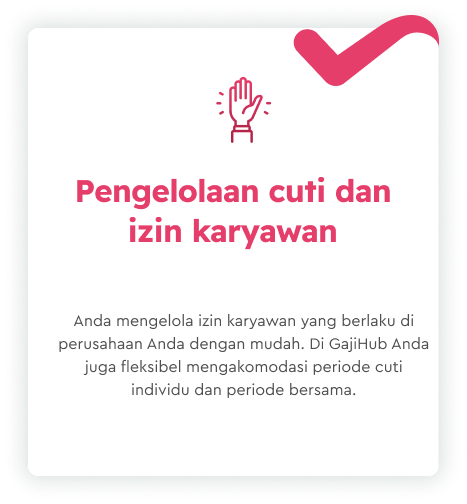 Pengelolaan cuti dan
izin karyawan
Anda mengelola izin karyawan yang berlaku di
perusahaan Anda dengan mudah. Di GajiHub Anda
juga fleksibel mengakomodasi periode cuti
individu dan periode bersama.